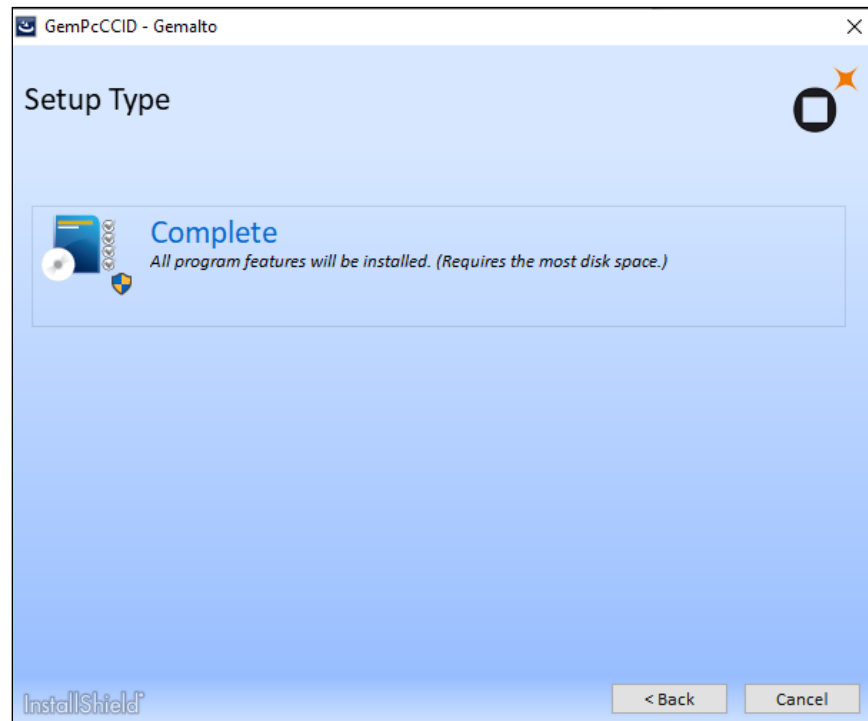 GemPcCCID - Gemalto
Setup Type
Complete
All program features will be installed. (Requires the most disk space.)
InstallShield
< Back
Cancel